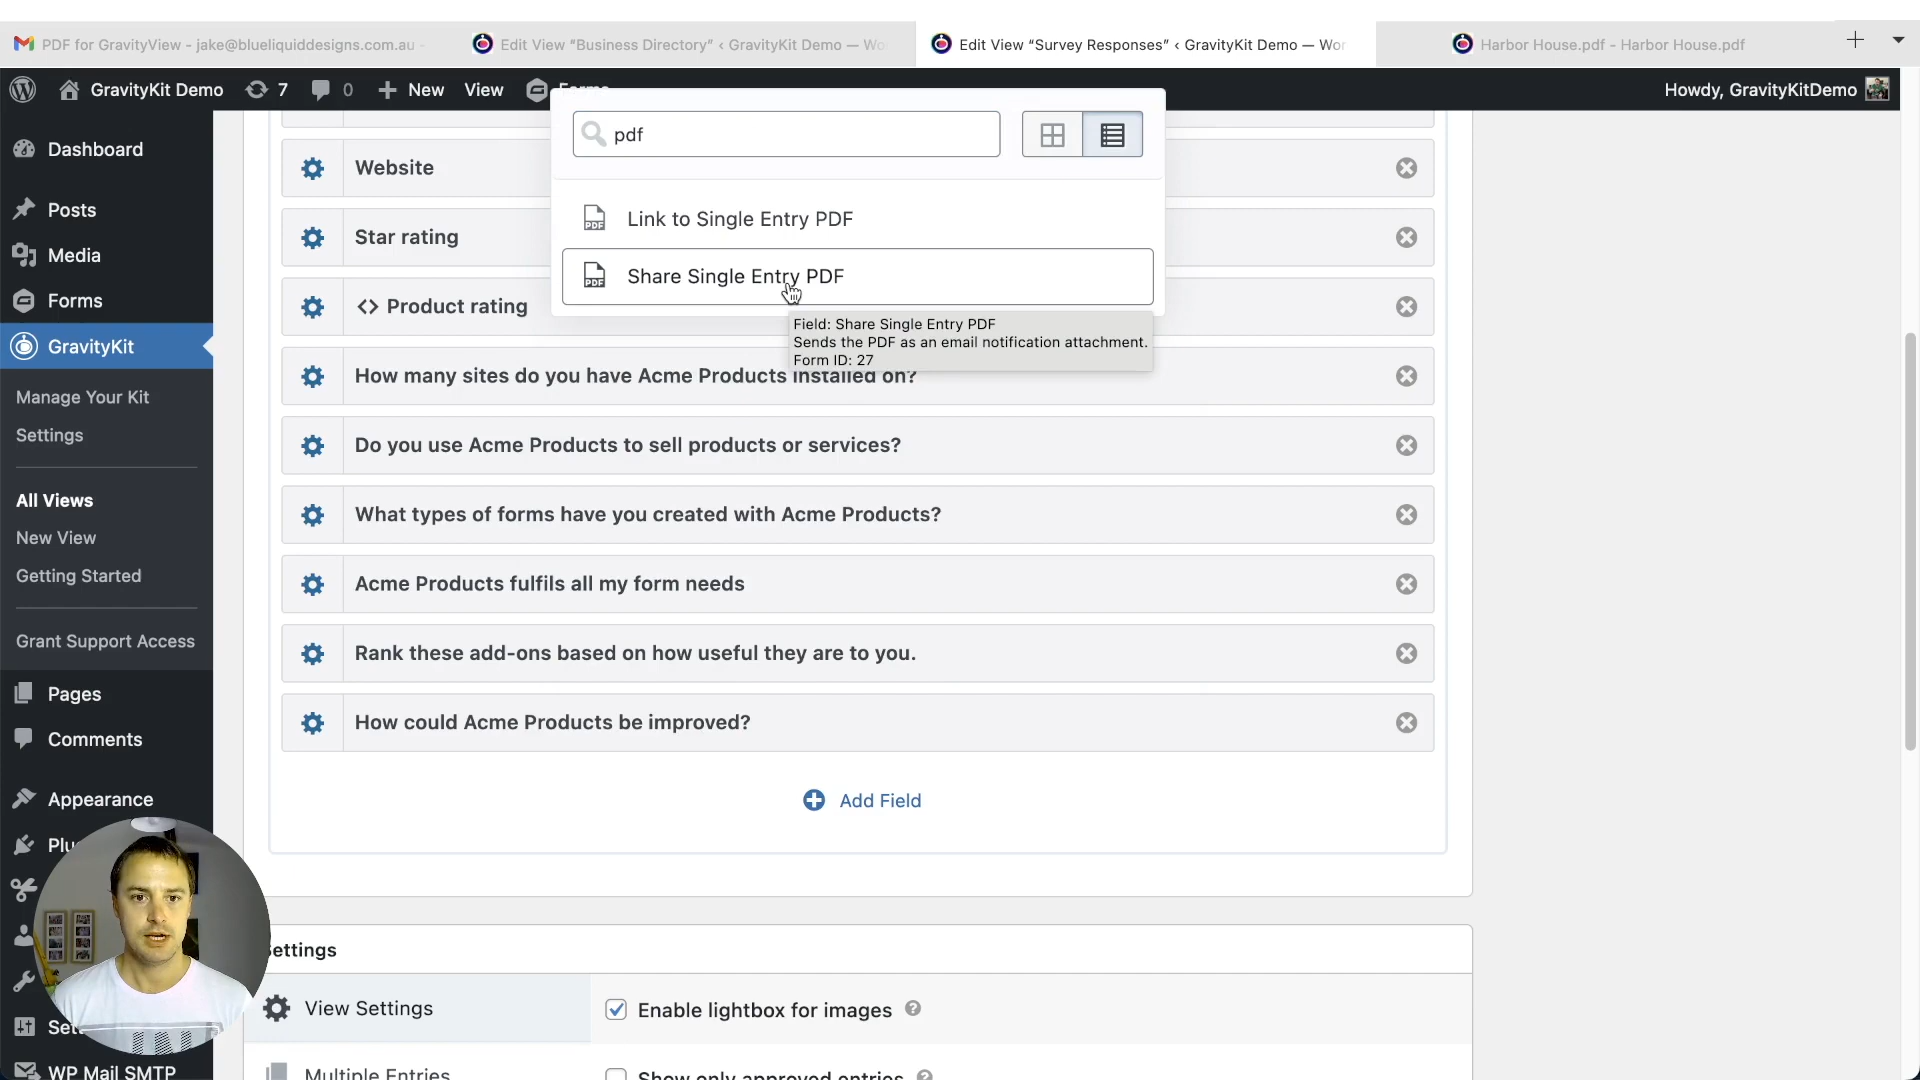 PDF for GravityView - jake@blueliquiddesigns.com.au -
Edit View “Business Directory” ‹ GravityKit Demo — Wo
Edit View “Survey Responses” ‹ GravityKit Demo — Wor
Harbor House.pdf - Harbor House.pdf
GravityKit Demo
7
0
New
View
Forms
Howdy, GravityKitDemo
Dashboard
Posts
Media
Forms
GravityKit
Manage Your Kit
Settings
All Views
New View
Getting Started
Grant Support Access
Pages
Comments
Appearance
Plu
Set
WP Mail SMTP
pdf
PDF
Link to Single Entry PDF
PDF
Share Single Entry PDF
Field: Share Single Entry PDF
Sends the PDF as an email notification attachment.
Form ID: 27
Website
Star rating
<> Product rating
How many sites do you have Acme Products installed on?
Do you use Acme Products to sell products or services?
What types of forms have you created with Acme Products?
Acme Products fulfils all my form needs
Rank these add-ons based on how useful they are to you.
How could Acme Products be improved?
Add Field
ettings
View Settings
Enable lightbox for images
Multiple Entries
Show only approved entries